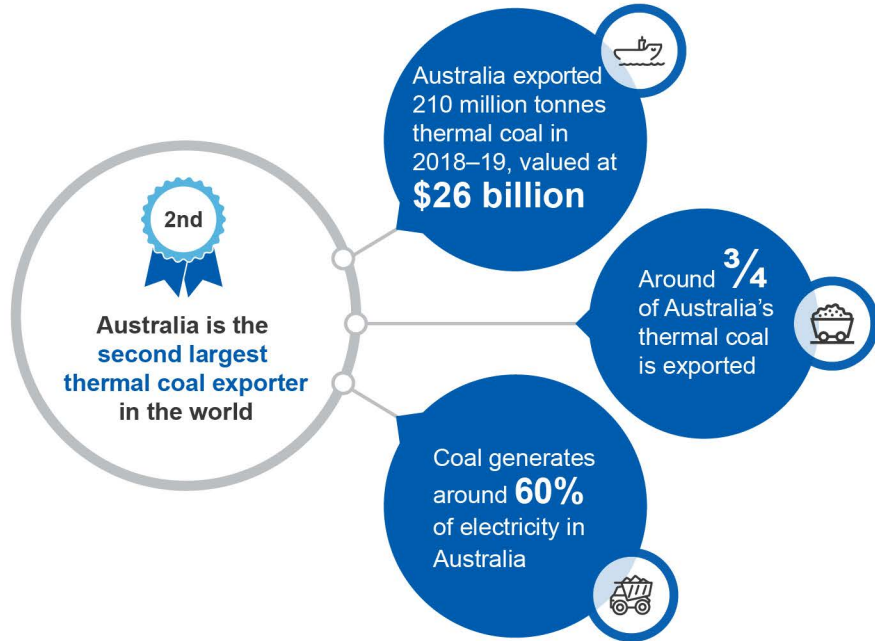 2nd
Australia is the
second largest
thermal coal exporter
in the world
Australia exported
210 million tonnes
thermal coal in
2018–19, valued at
$26 billion
Around ¾
of Australia’s
thermal coal
is exported
Coal generates
around 60%
of electricity in
Australia